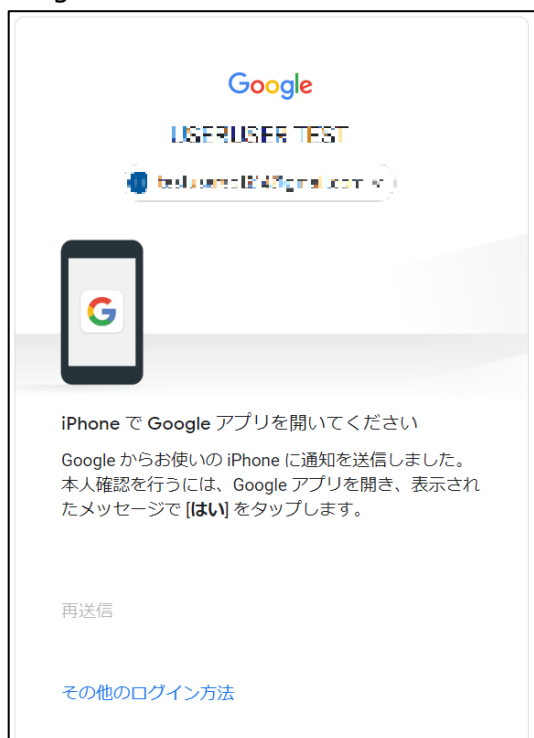 Google
USERUSER TEST
iPhone で Google アプリを開いてください
Google からお使いの iPhone に通知を送信しました。
本人確認を行うには、Google アプリを開き、表示され
たメッセージで [はい] をタップします。
再送信
その他のログイン方法